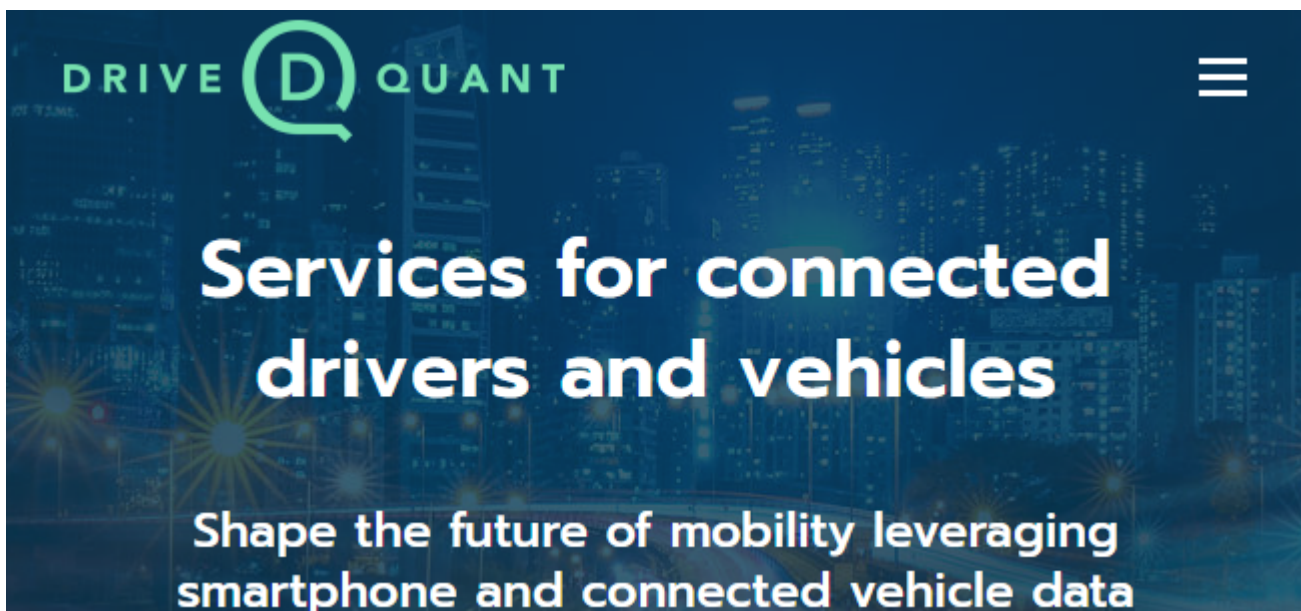 DRIVE D QUANT
Services for connected
drivers and vehicles
Shape the future of mobility leveraging
smartphone and connected vehicle data